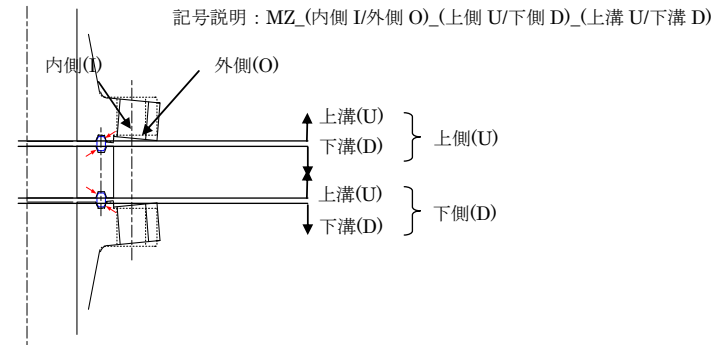 記号説明：MZ_(内側 I/外側 O)_(上側 U/下側 D)_(上溝 U/下溝 D)
内側(I)
外側(O)
上溝(U)
下溝(D)
上側(U)
上溝(U)
下溝(D)
下側(D)